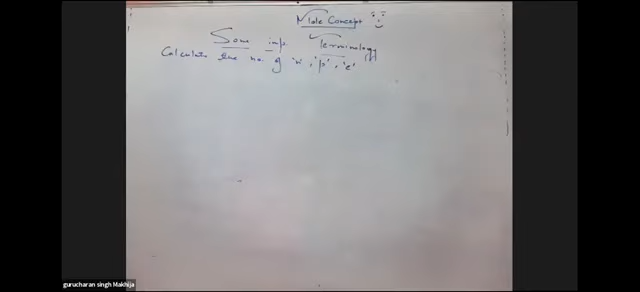 Mole Concept
Some imp Terminology
Calculate the no. of 'n', 'p', 'e'
gurucharan singh Makhija